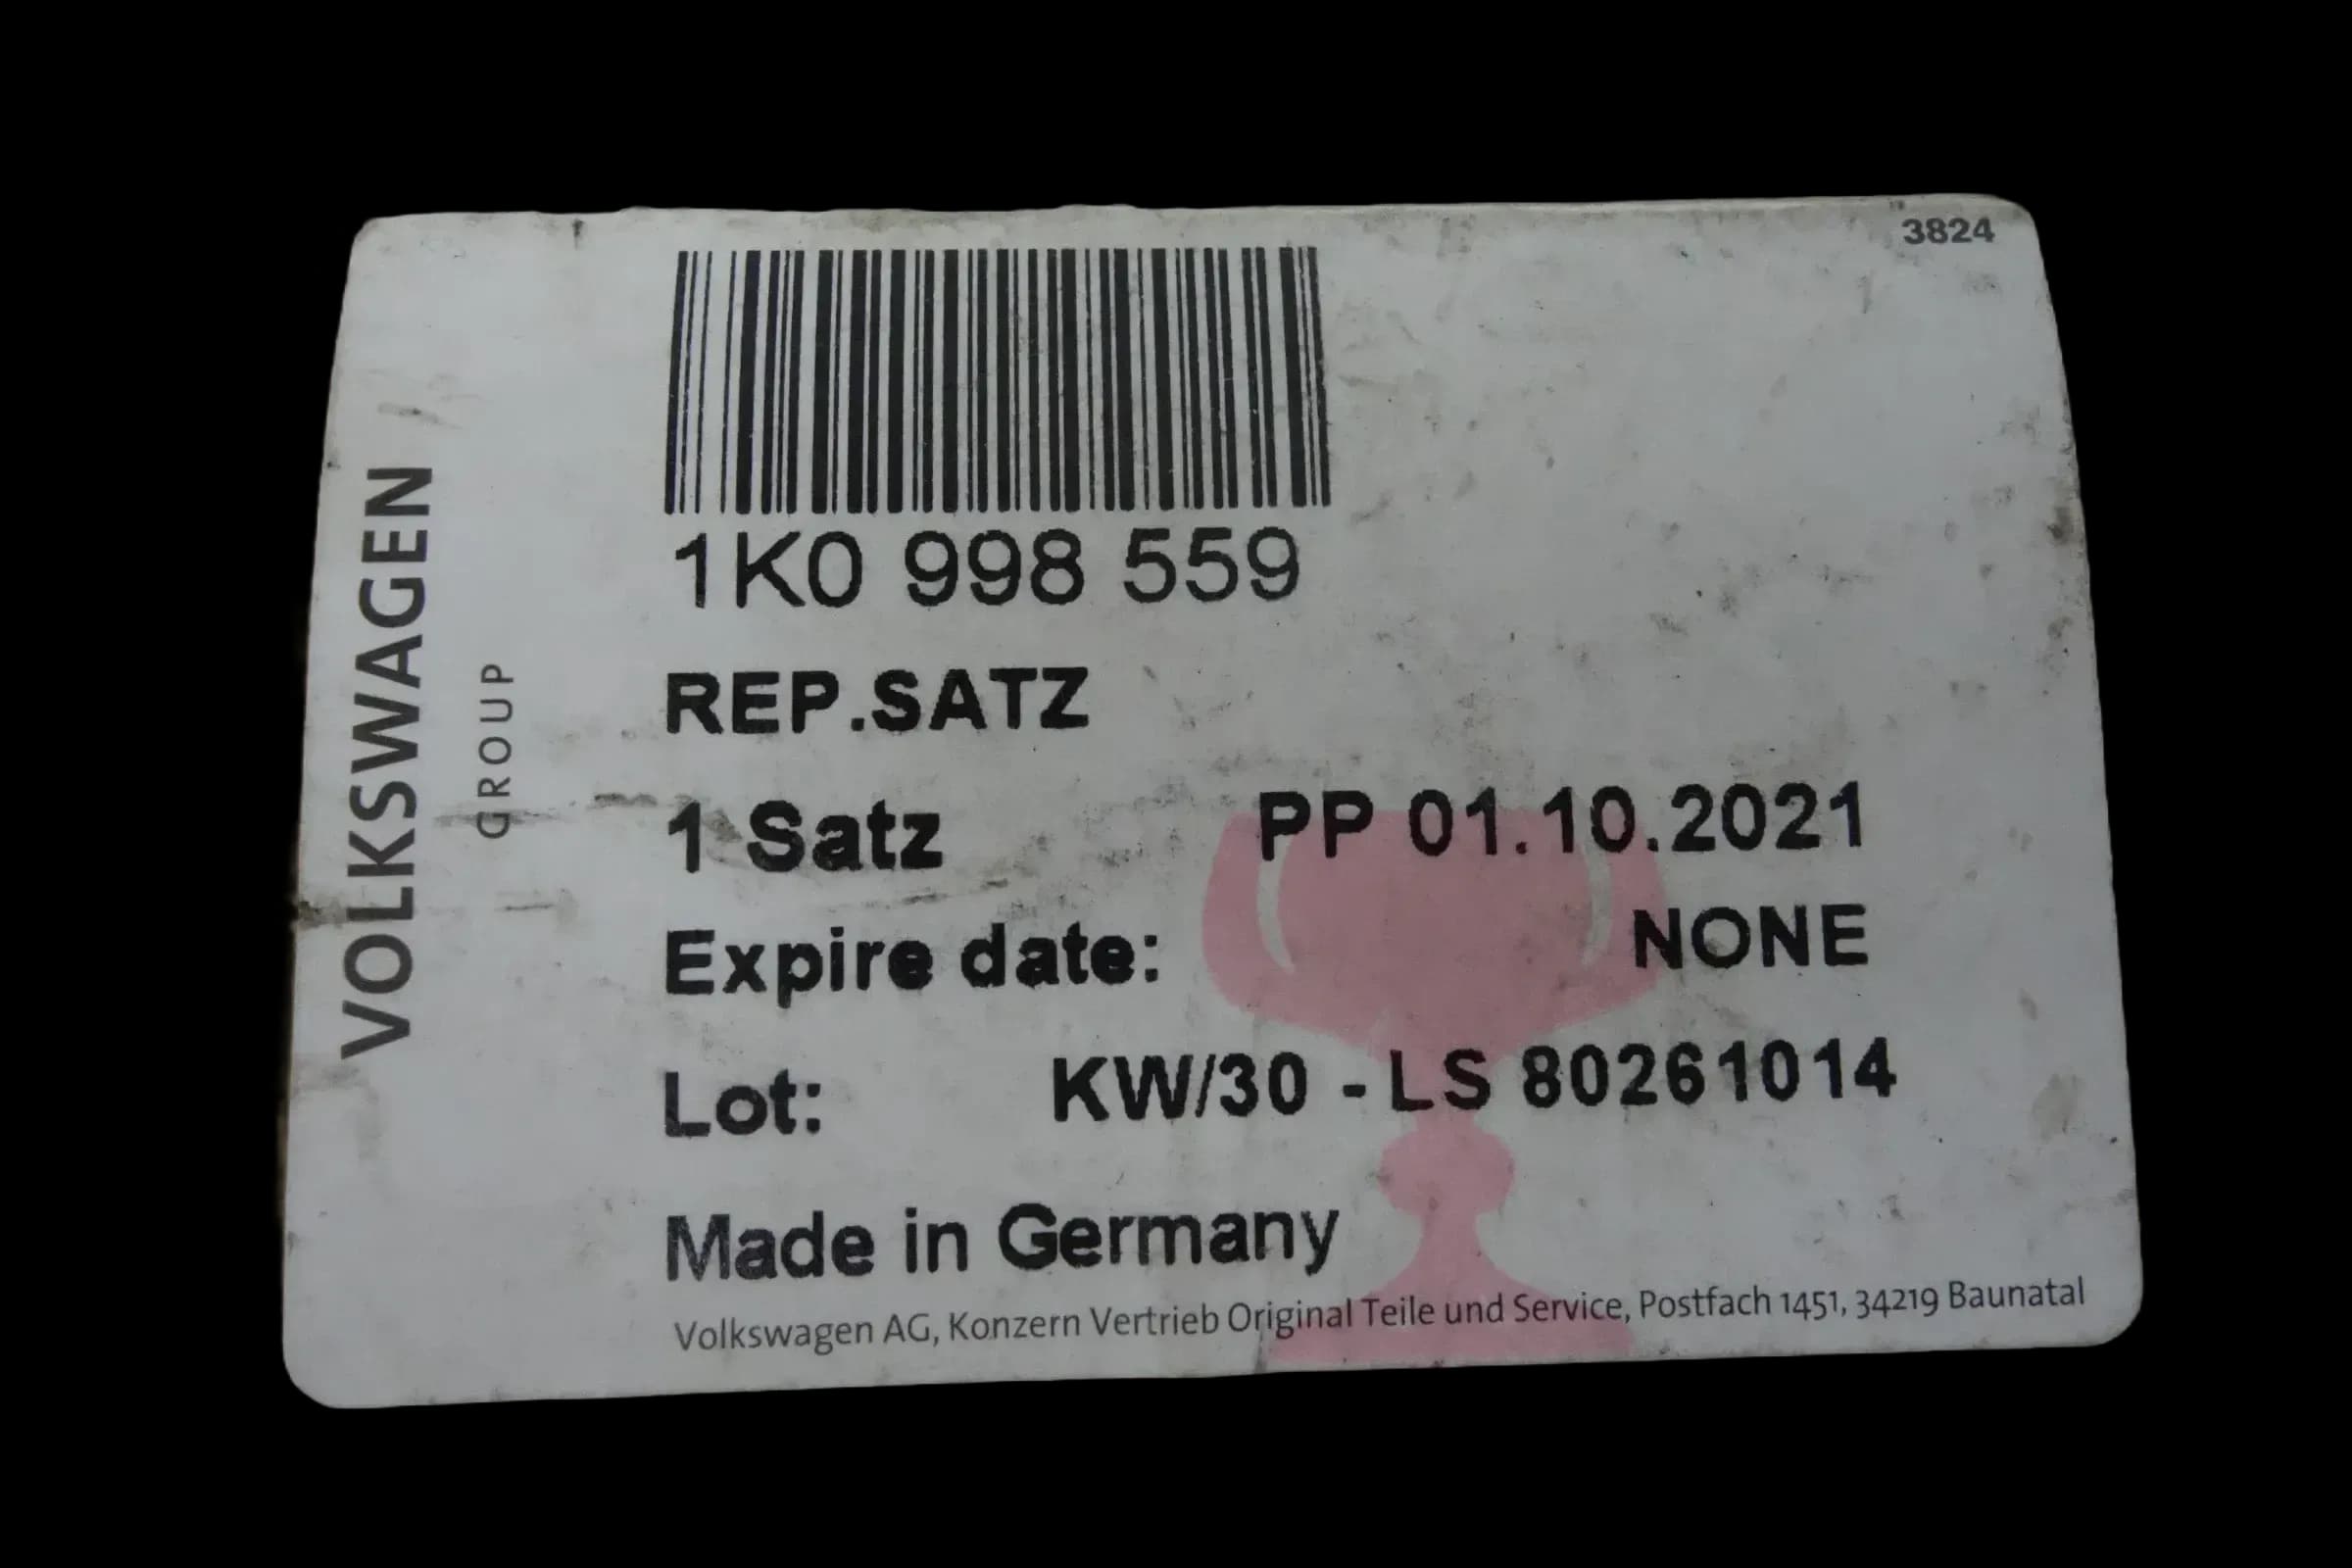 3824
VOLKSWAGEN
GROUP
1K0 998 559
REP.SATZ
1 Satz PP 01.10.2021
Expire date: NONE
Lot: KW/30 - LS 80261014
Made in Germany
Volkswagen AG, Konzern Vertrieb Original Teile und Service, Postfach 1451, 34219 Baunatal